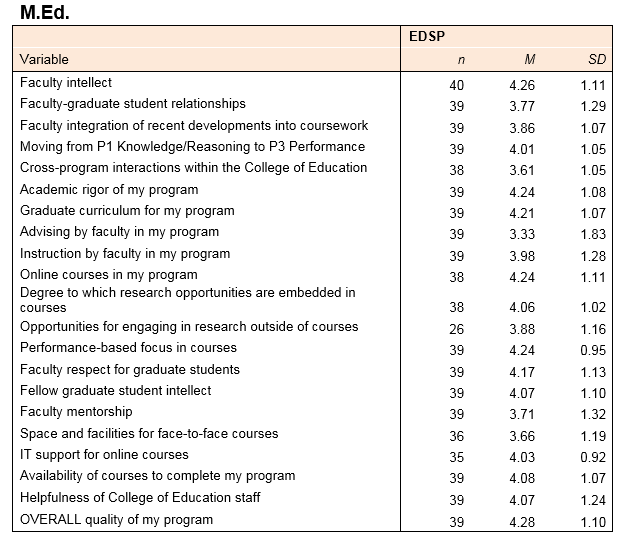 M.Ed.
EDSP
Variable n M SD
Faculty intellect 40 4.26 1.11
Faculty-graduate student relationships 39 3.77 1.29
Faculty integration of recent developments into coursework 39 3.86 1.07
Moving from P1 Knowledge/Reasoning to P3 Performance 39 4.01 1.05
Cross-program interactions within the College of Education 38 3.61 1.05
Academic rigor of my program 39 4.24 1.08
Graduate curriculum for my program 39 4.21 1.07
Advising by faculty in my program 39 3.33 1.83
Instruction by faculty in my program 39 3.98 1.28
Online courses in my program 38 4.24 1.11
Degree to which research opportunities are embedded in
courses 38 4.06 1.02
Opportunities for engaging in research outside of courses 26 3.88 1.16
Performance-based focus in courses 39 4.24 0.95
Faculty respect for graduate students 39 4.17 1.13
Fellow graduate student intellect 39 4.07 1.10
Faculty mentorship 39 3.71 1.32
Space and facilities for face-to-face courses 36 3.66 1.19
IT support for online courses 35 4.03 0.92
Availability of courses to complete my program 39 4.08 1.07
Helpfulness of College of Education staff 39 4.07 1.24
OVERALL quality of my program 39 4.28 1.10